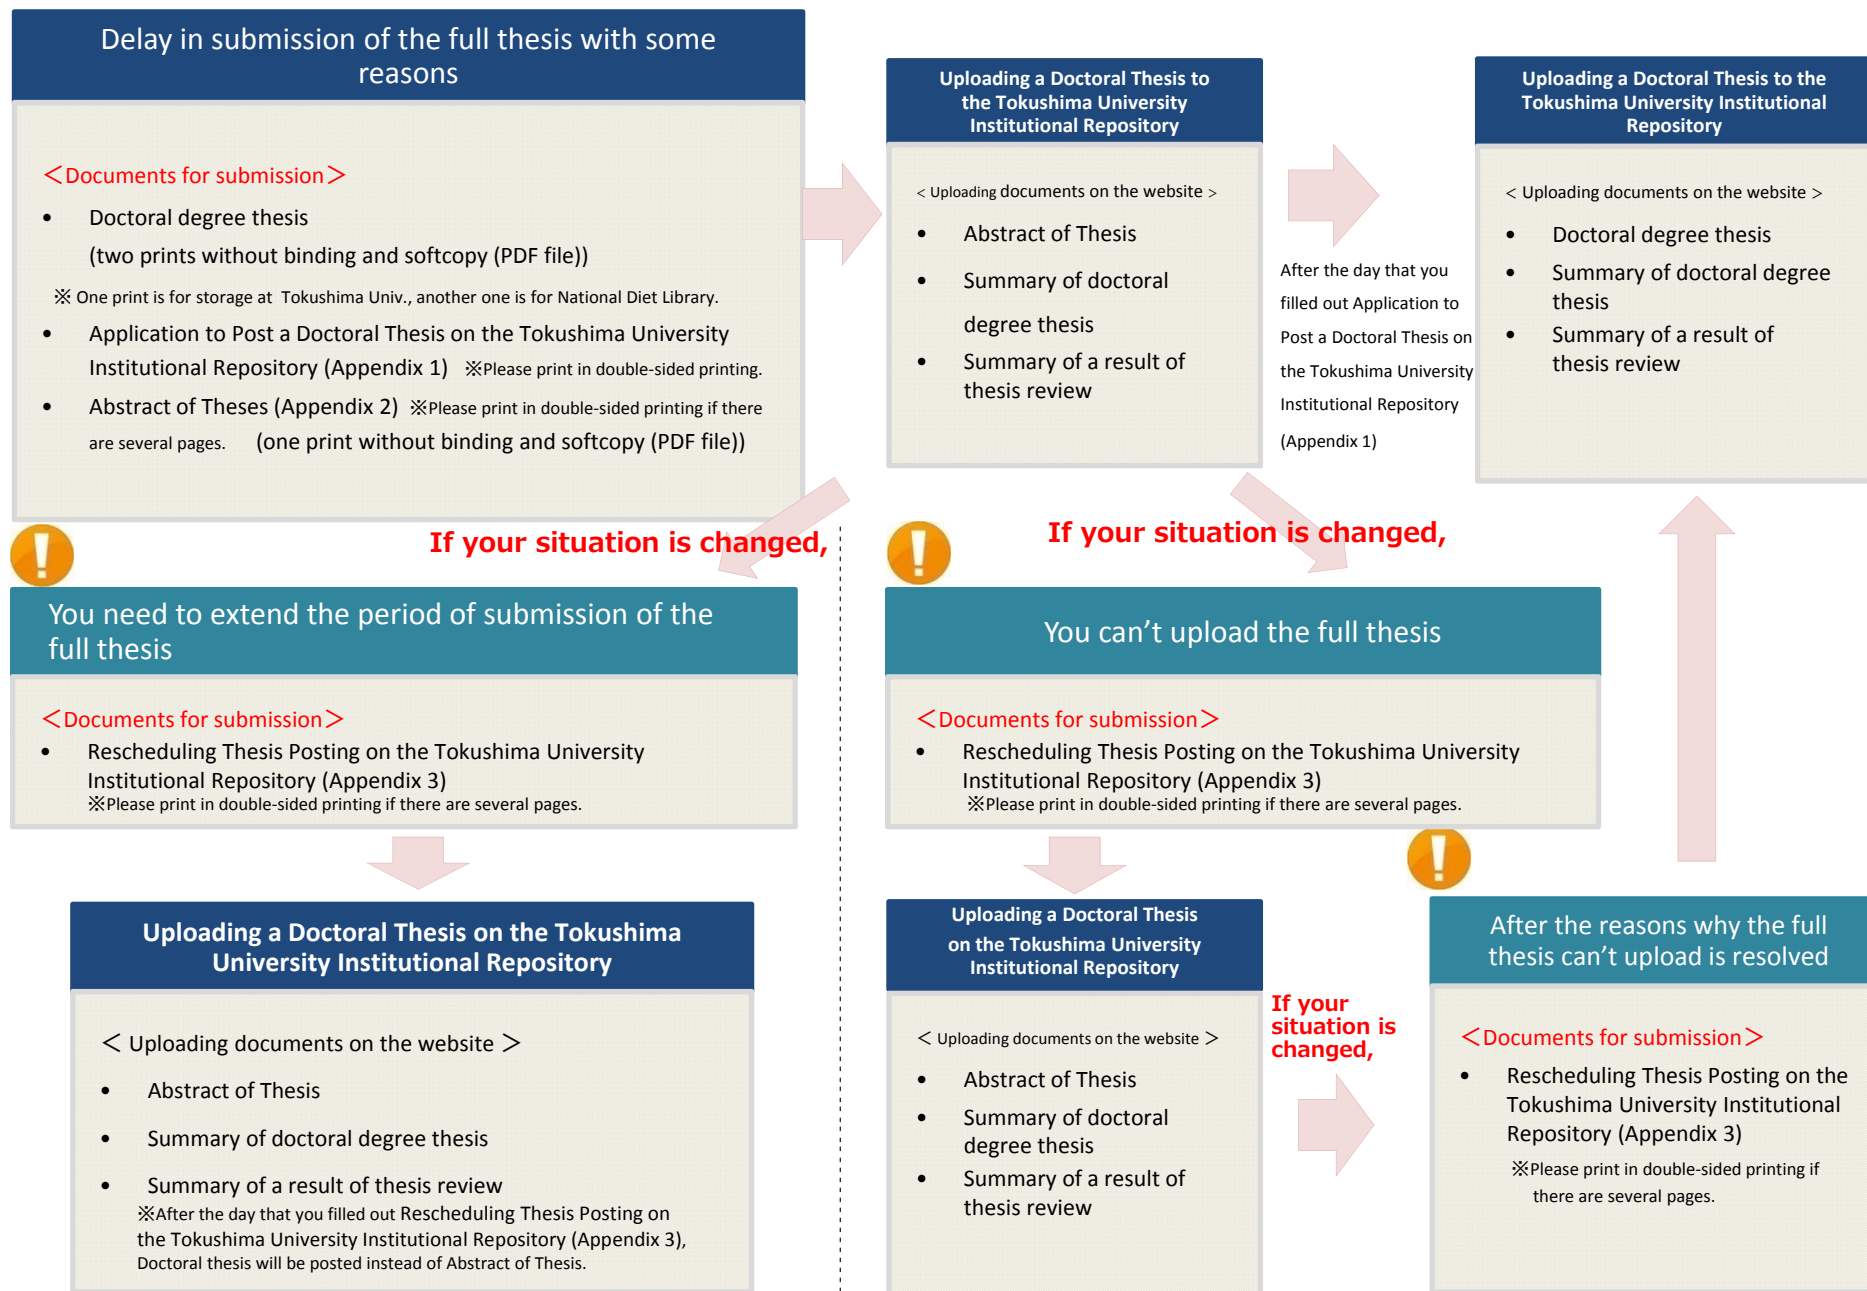 Delay in submission of the full thesis with some
reasons
＜Documents for submission＞
• Doctoral degree thesis
(two prints without binding and softcopy (PDF file))
※ One print is for storage at Tokushima Univ., another one is for National Diet Library.
• Application to Post a Doctoral Thesis on the Tokushima University
Institutional Repository (Appendix 1) ※Please print in double-sided printing.
• Abstract of Theses (Appendix 2) ※Please print in double-sided printing if there
are several pages. (one print without binding and softcopy (PDF file))
Uploading a Doctoral Thesis to
the Tokushima University
Institutional Repository
< Uploading documents on the website >
• Abstract of Thesis
• Summary of doctoral
degree thesis
• Summary of a result of
thesis review
After the day that you
filled out Application to
Post a Doctoral Thesis on
the Tokushima University
Institutional Repository
(Appendix 1)
Uploading a Doctoral Thesis to the
Tokushima University Institutional
Repository
< Uploading documents on the website >
• Doctoral degree thesis
• Summary of doctoral degree
thesis
• Summary of a result of
thesis review
If your situation is changed,
You need to extend the period of submission of the
full thesis
＜Documents for submission＞
• Rescheduling Thesis Posting on the Tokushima University
Institutional Repository (Appendix 3)
※Please print in double-sided printing if there are several pages.
Uploading a Doctoral Thesis on the Tokushima
University Institutional Repository
＜ Uploading documents on the website ＞
• Abstract of Thesis
• Summary of doctoral degree thesis
• Summary of a result of thesis review
※After the day that you filled out Rescheduling Thesis Posting on
the Tokushima University Institutional Repository (Appendix 3),
Doctoral thesis will be posted instead of Abstract of Thesis.
If your situation is changed,
You can’t upload the full thesis
＜Documents for submission＞
• Rescheduling Thesis Posting on the Tokushima University
Institutional Repository (Appendix 3)
※Please print in double-sided printing if there are several pages.
Uploading a Doctoral Thesis
on the Tokushima University
Institutional Repository
＜ Uploading documents on the website ＞
• Abstract of Thesis
• Summary of doctoral
degree thesis
• Summary of a result of
thesis review
If your
situation is
changed,
After the reasons why the full
thesis can’t upload is resolved
＜Documents for submission＞
• Rescheduling Thesis Posting on the
Tokushima University Institutional
Repository (Appendix 3)
※Please print in double-sided printing if
there are several pages.